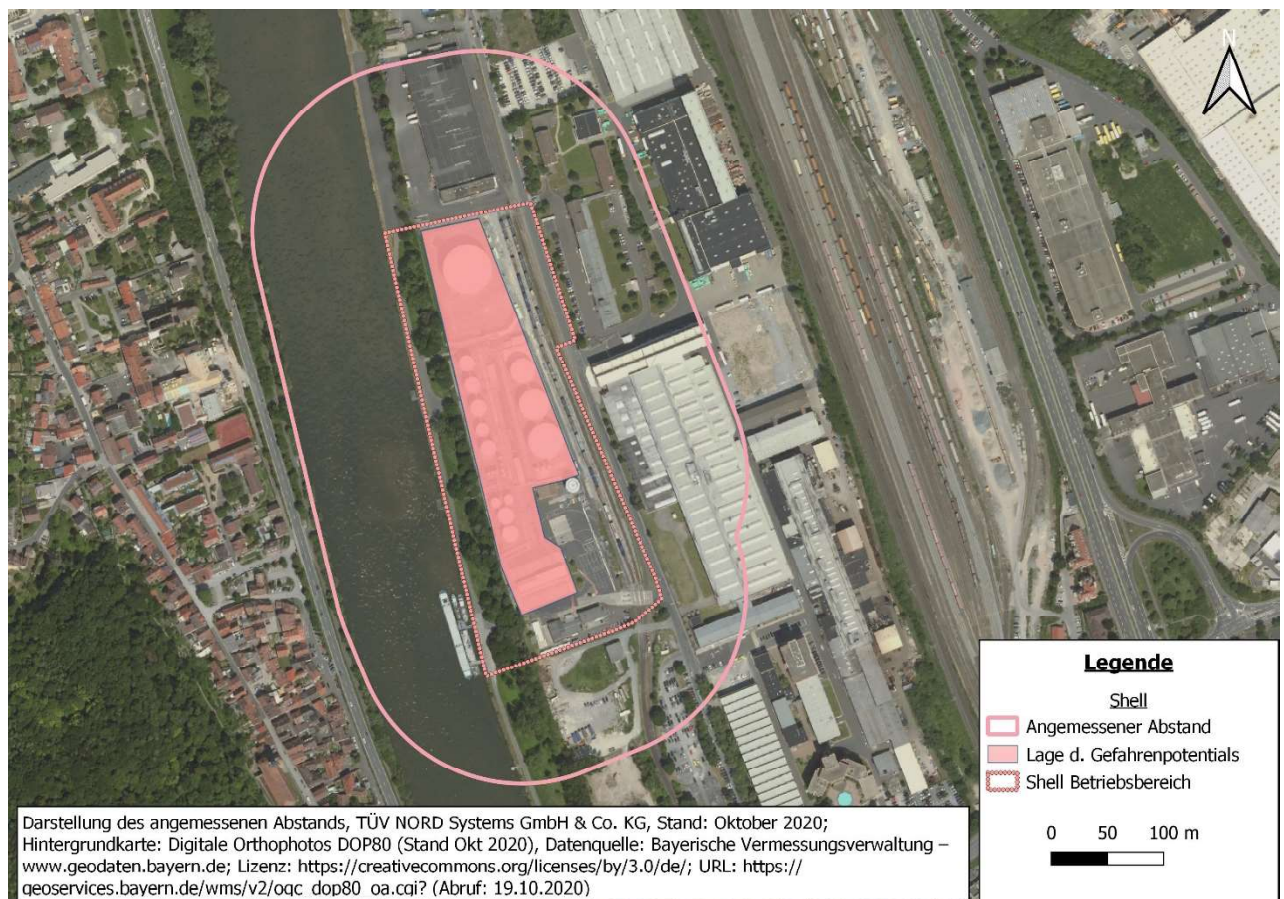 N
Legende
Shell
Angemessener Abstand
Lage d. Gefahrenpotentials
Shell Betriebsbereich
0 50 100 m
Darstellung des angemessenen Abstands, TÜV NORD Systems GmbH & Co. KG, Stand: Oktober 2020;
Hintergrundkarte: Digitale Orthophotos DOP80 (Stand Okt 2020), Datenquelle: Bayerische Vermessungsverwaltung –
www.geodaten.bayern.de; Lizenz: https://creativecommons.org/licenses/by/3.0/de/; URL: https://
geoservices.bayern.de/wms/v2/ogc_dop80_oa.cgi? (Abruf: 19.10.2020)